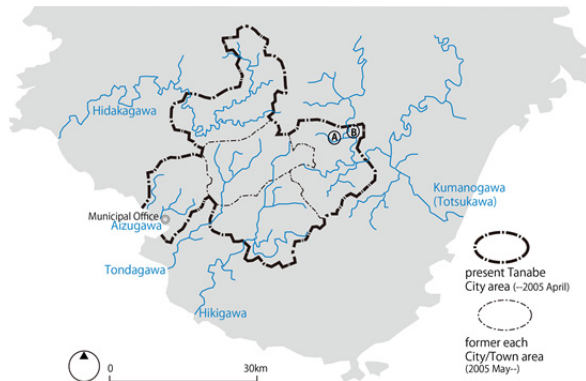 Hidakagawa
A
B
Kumanogawa
(Totsukawa)
Municipal Office
Aizugawa
Tondagawa
Hikigawa
present Tanabe
City area (--2005 April)
former each
City/Town area
(2005 May--)
0
30km